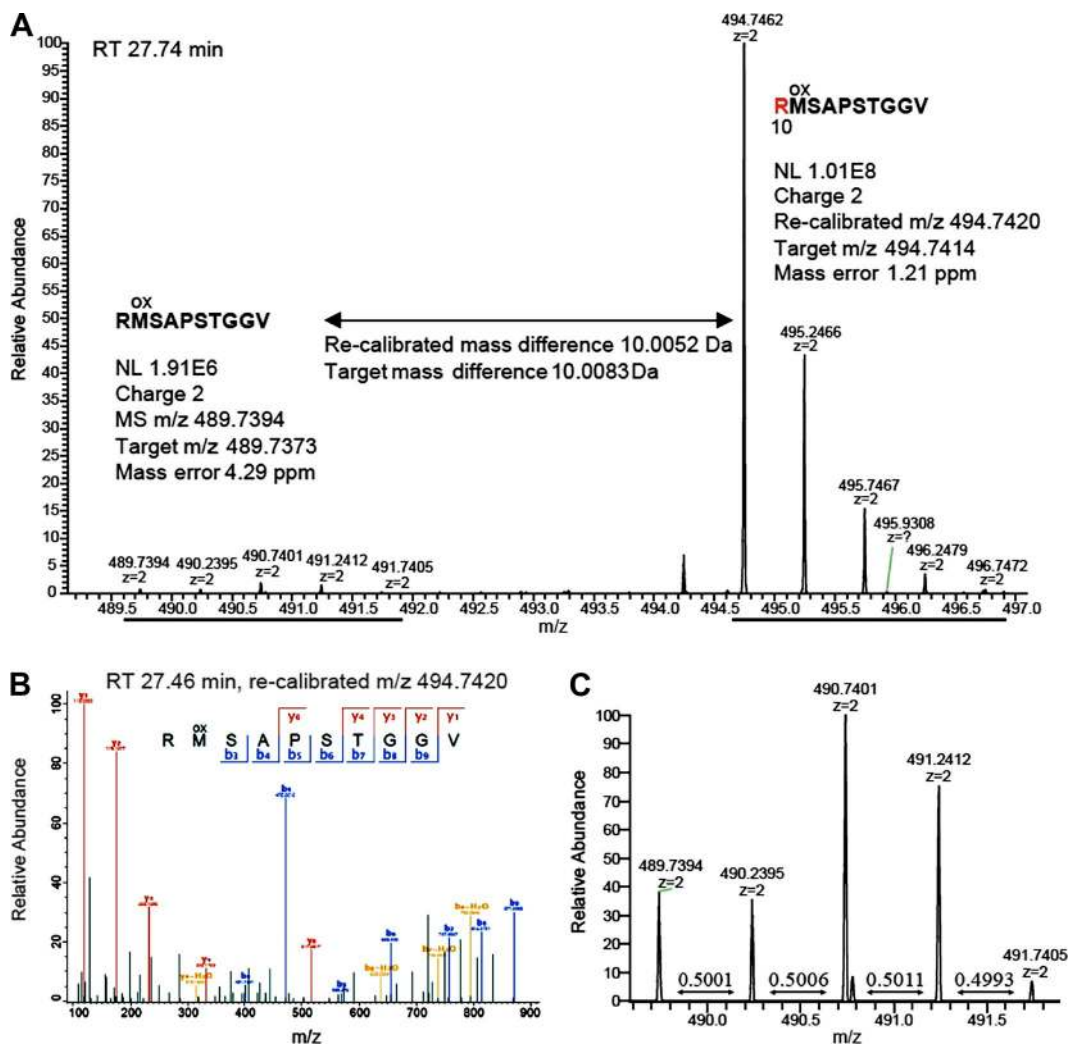 A
RT 27.74 min
494.7462
z=2
OX
RMSAPSTGGV
10
NL 1.01E8
Charge 2
Re-calibrated m/z 494.7420
Target m/z 494.7414
Mass error 1.21 ppm
OX
RMSAPSTGGV
NL 1.91E6
Charge 2
MS m/z 489.7394
Target m/z 489.7373
Mass error 4.29 ppm
Re-calibrated mass difference 10.0052 Da
Target mass difference 10.0083Da
495.2466
z=2
495.7467
z=2
495.9308
z=?
496.2479
z=2
496.7472
z=2
489.7394
z=2
490.2395
z=2
490.7401
z=2
491.2412
z=2
491.7405
z=2
Relative Abundance
100
95
90
85
80
75
70
65
60
55
50
45
40
35
30
25
20
15
10
5
0
489.5 490.0 490.5 491.0 491.5 492.0 492.5 493.0 493.5 494.0 494.5 495.0 495.5 496.0 496.5 497.0
m/z
B
RT 27.46 min, re-calibrated m/z 494.7420
y6 y4 y3 y2 y1
OX
R M S A P S T G G V
b3 b4 b5 b6 b7 b8 b9
Relative Abundance
100
80
60
40
20
0
100 200 300 400 500 600 700 800 900
m/z
C
490.7401
z=2
491.2412
z=2
489.7394
z=2
490.2395
z=2
491.7405
z=2
0.5001 0.5006 0.5011 0.4993
Relative Abundance
100
90
80
70
60
50
40
30
20
10
0
490.0 490.5 491.0 491.5
m/z